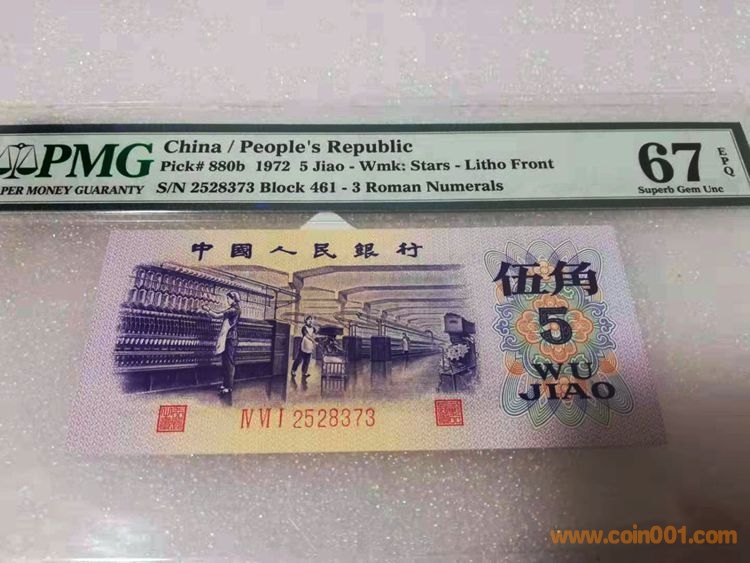 PMG
PER MONEY GUARANTY
China / People's Republic
Pick# 880b 1972 5 Jiao - Wmk: Stars - Litho Front
S/N 2528373 Block 461 - 3 Roman Numerals
67
EPQ
Superb Gem Unc
中國人民銀行
伍角
5
WU
JIAO
Ⅳ Ⅵ Ⅰ 2528373
www.coin001.com